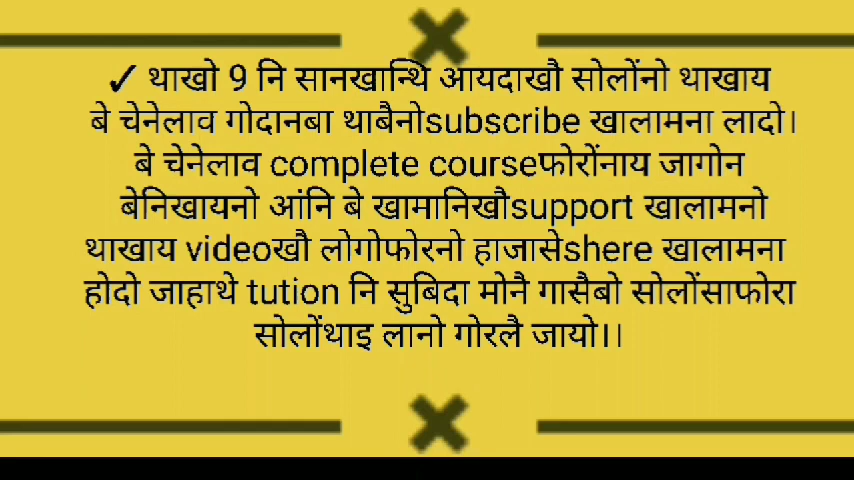 ✓ थाखो 9 नि सानखान्थि आयदाखौ सोलोंनो थाखाय
बे चेनेलाव गोदानबा थाबैनोsubscribe खालामना लादो।
बे चेनेलाव complete courseफोरोंनाय जागोन
बेनिखायनो आंनि बे खामानिखौsupport खालामनो
थाखाय videoखौ लोगोफोरनो हाजासेshere खालामना
होदो जाहाथे tution नि सुबिदा मोनै गासैबो सोलोंसाफोरा
सोलोंथाइ लानो गोरलै जायो।।